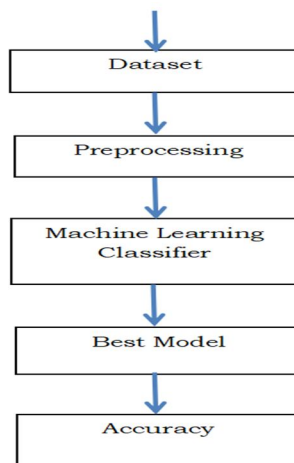 Dataset
Preprocessing
Machine Learning
Classifier
Best Model
Accuracy